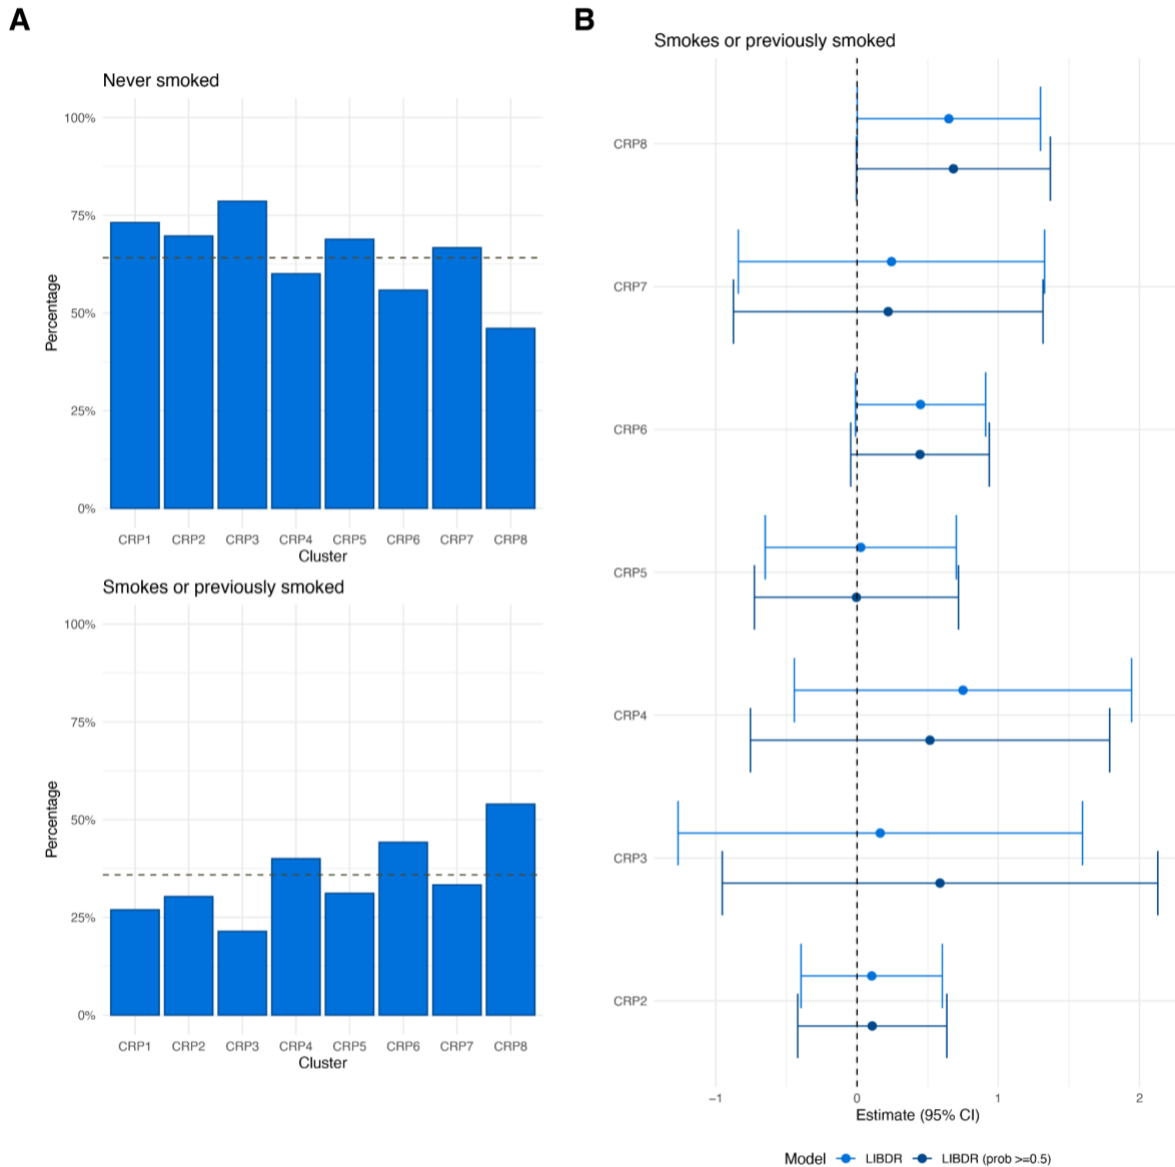 A
Never smoked
100%
75%
50%
25%
0%
Percentage
CRP1 CRP2 CRP3 CRP4 CRP5 CRP6 CRP7 CRP8
Cluster
Smokes or previously smoked
100%
75%
50%
25%
0%
Percentage
CRP1 CRP2 CRP3 CRP4 CRP5 CRP6 CRP7 CRP8
Cluster
B
Smokes or previously smoked
CRP8
CRP7
CRP6
CRP5
CRP4
CRP3
CRP2
−1 0 1 2
Estimate (95% CI)
Model LIBDR LIBDR (prob >=0.5)